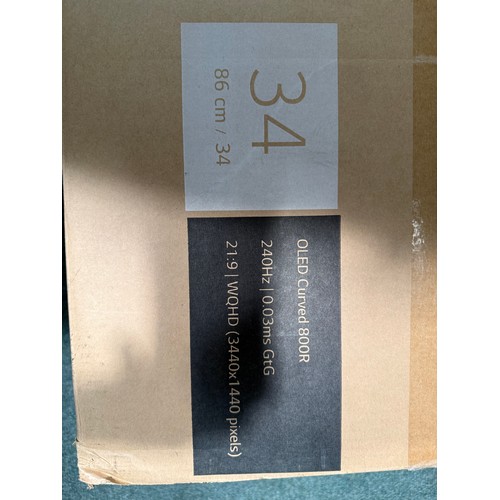 34
86 cm / 34
OLED Curved 800R
240Hz | 0.03ms GtG
21:9 | WQHD (3440x1440 pixels)